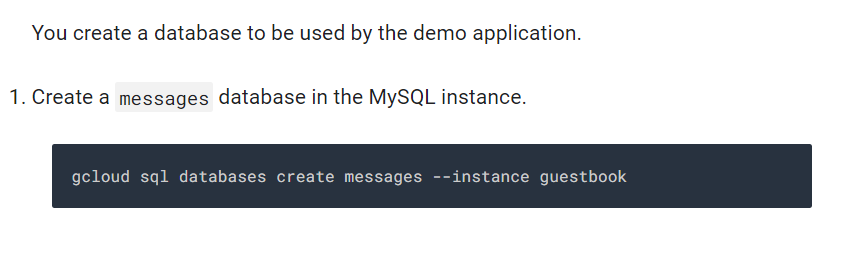 You create a database to be used by the demo application.
1. Create a messages database in the MySQL instance.
gcloud sql databases create messages --instance guestbook